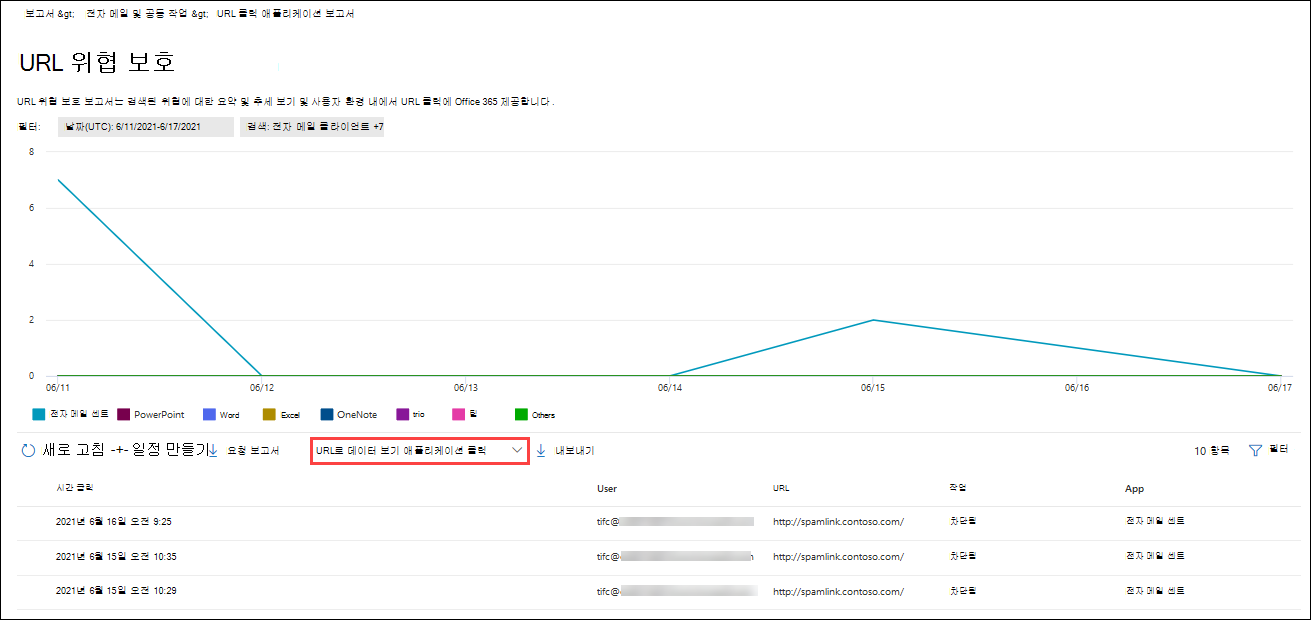 보고서 &gt; 전자 메일 및 공동 작업 &gt; URL 클릭 애플리케이션 보고서
URL 위협 보호
URL 위협 보호 보고서는 검색된 위협에 대한 요약 및 추세 보기 및 사용자 환경 내에서 URL 클릭에 Office 365 제공합니다.
필터: 날짜(UTC): 6/11/2021-6/17/2021 검색: 전자 메일 클라이언트 +7
8
6
4
2
0
06/11 06/12 06/13 06/14 06/15 06/16 06/17
전자 메일 센트 PowerPoint Word Excel OneNote trio 팀 Others
새로 고침 -+- 일정 만들기 요청 보고서 URL로 데이터 보기 애플리케이션 클릭 내보내기 10 항목 필터
시간 클릭 User URL 작업 App
2021년 6월 16일 오전 9:25 tifc@ http://spamlink.contoso.com/ 차단됨 전자 메일 센트
2021년 6월 15일 오전 10:35 tifc@ http://spamlink.contoso.com/ 차단됨 전자 메일 센트
2021년 6월 15일 오전 10:29 tifc@ http://spamlink.contoso.com/ 차단됨 전자 메일 센트